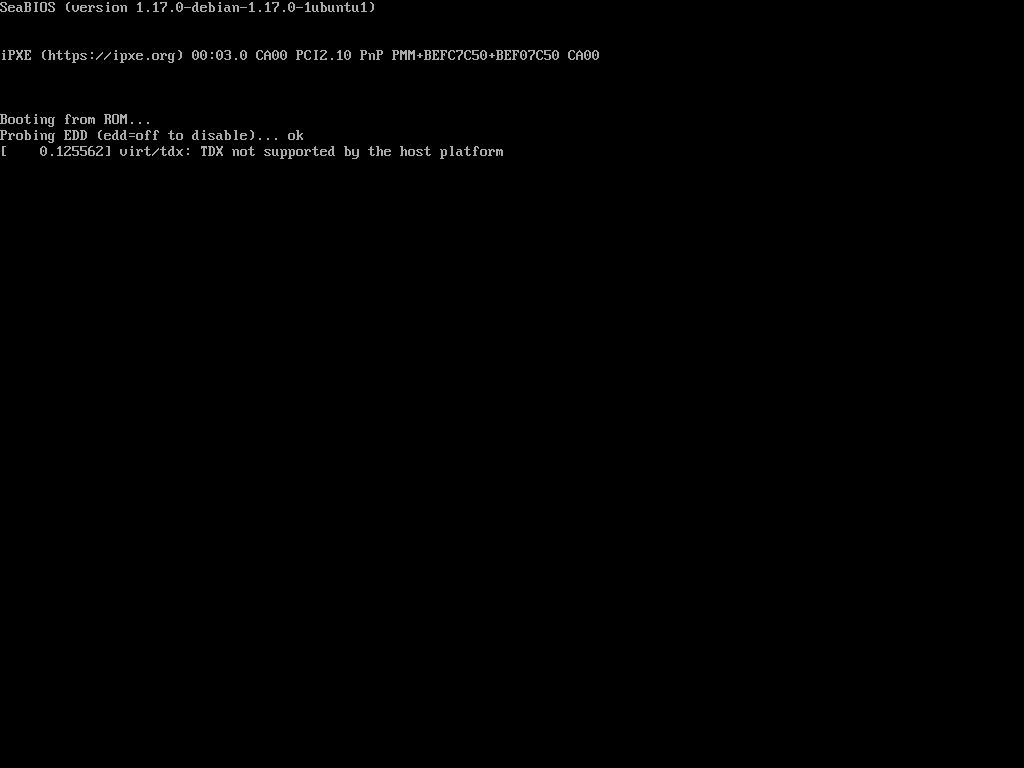 SeaBIOS (version 1.17.0-debian-1.17.0-1ubuntu1)
iPXE (https://ipxe.org) 00:03.0 CA00 PCI2.10 PnP PMM+BEFC7C50+BEF07C50 CA00
Booting from ROM...
Probing EDD (edd=off to disable)... ok
[    0.125562] virt/tdx: TDX not supported by the host platform